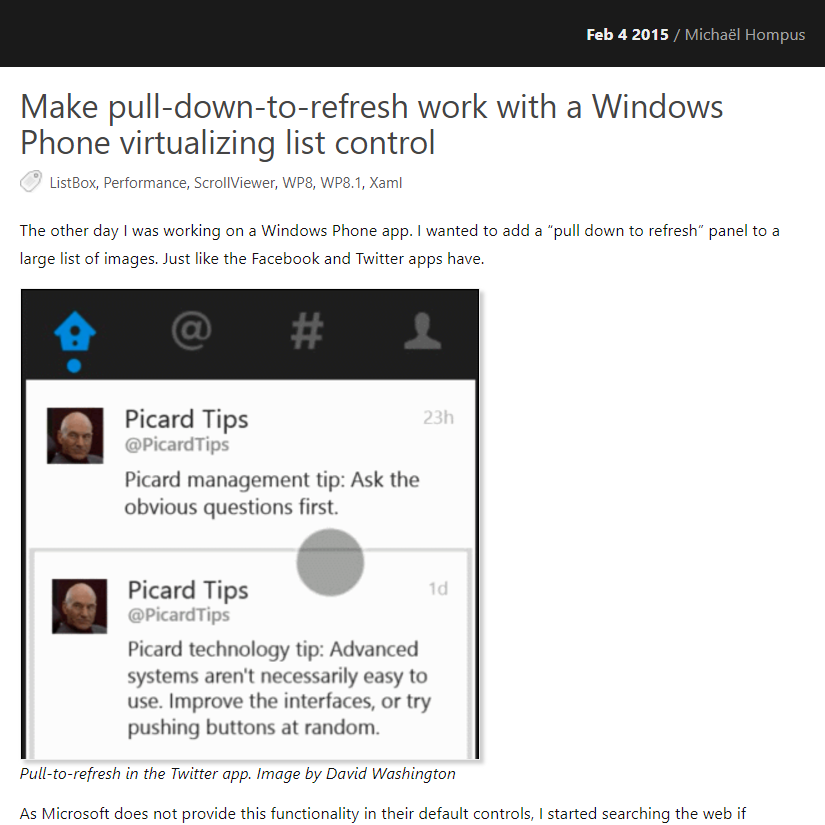 Feb 4 2015 / Michaël Hompus
Make pull-down-to-refresh work with a Windows
Phone virtualizing list control
ListBox, Performance, ScrollViewer, WP8, WP8.1, Xaml
The other day I was working on a Windows Phone app. I wanted to add a “pull down to refresh” panel to a
large list of images. Just like the Facebook and Twitter apps have.
@ #
Picard Tips 23h
@PicardTips
Picard management tip: Ask the
obvious questions first.
Picard Tips 1d
@PicardTips
Picard technology tip: Advanced
systems aren't necessarily easy to
use. Improve the interfaces, or try
pushing buttons at random.
Pull-to-refresh in the Twitter app. Image by David Washington
As Microsoft does not provide this functionality in their default controls, I started searching the web if